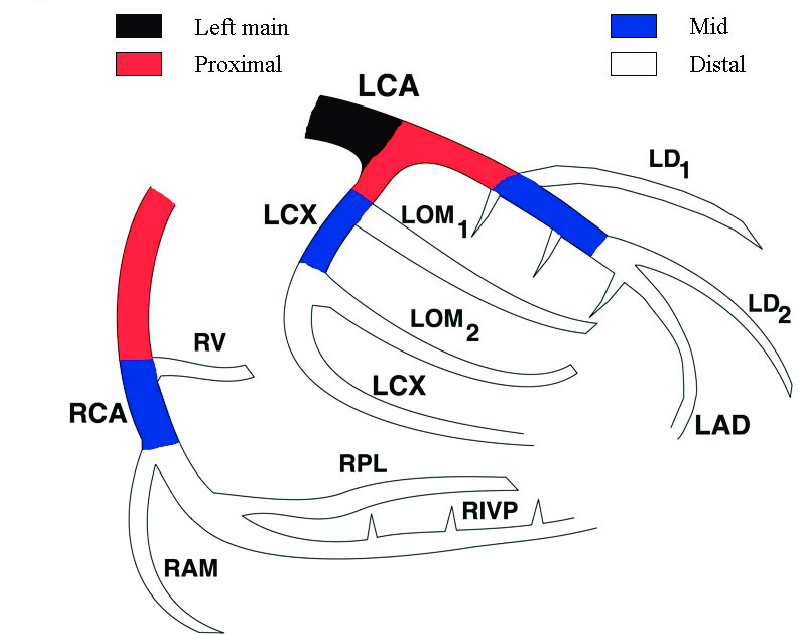 Left main
Mid
Proximal
Distal
LCA
LD1
LCX
LOM1
LD2
LOM2
RV
LCX
RCA
LAD
RPL
RIVP
RAM